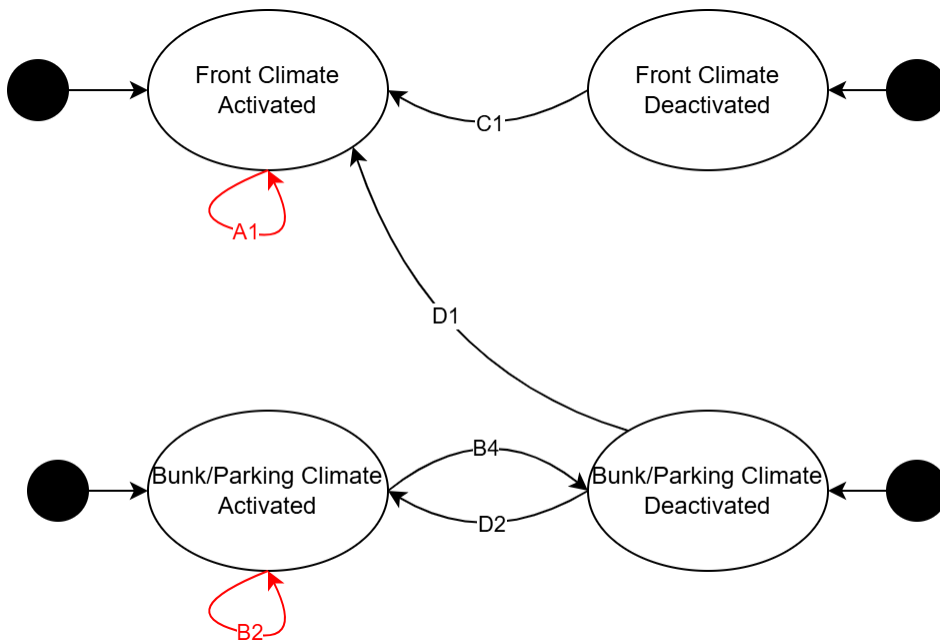 Front Climate
Activated
Front Climate
Deactivated
C1
A1
D1
Bunk/Parking Climate
Activated
B4
D2
Bunk/Parking Climate
Deactivated
B2